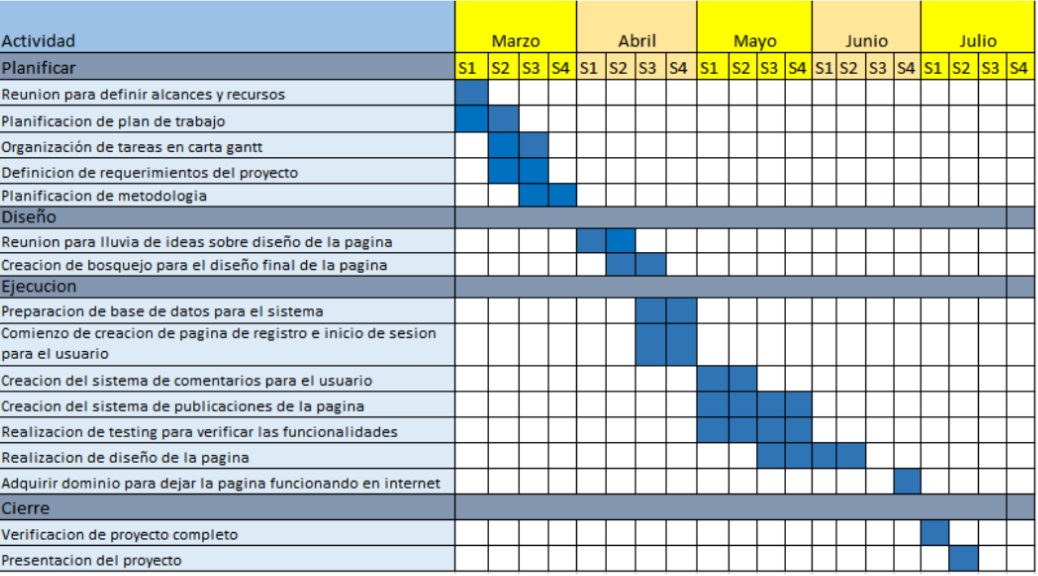 Actividad Marzo Abril Mayo Junio Julio
Planificar S1 S2 S3 S4 S1 S2 S3 S4 S1 S2 S3 S4 S1 S2 S3 S4 S1 S2 S3 S4
Reunion para definir alcances y recursos
Planificacion de plan de trabajo
Organización de tareas en carta gantt
Definicion de requerimientos del proyecto
Planificacion de metodologia
Diseño
Reunion para lluvia de ideas sobre diseño de la pagina
Creacion de bosquejo para el diseño final de la pagina
Ejecucion
Preparacion de base de datos para el sistema
Comienzo de creacion de pagina de registro e inicio de sesion
para el usuario
Creacion del sistema de comentarios para el usuario
Creacion del sistema de publicaciones de la pagina
Realizacion de testing para verificar las funcionalidades
Realizacion de diseño de la pagina
Adquirir dominio para dejar la pagina funcionando en internet
Cierre
Verificacion de proyecto completo
Presentacion del proyecto